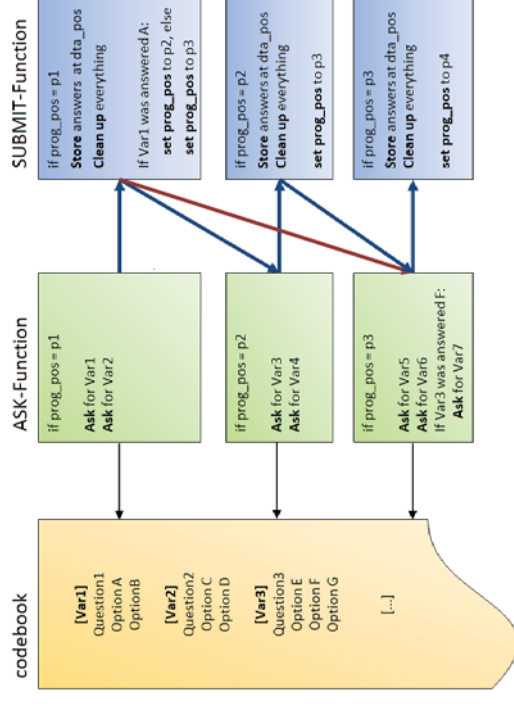 codebook
[Var1]
Question1
Option A
OptionB
[Var2]
Question2
Option C
Option D
[Var3]
Question3
Option E
Option F
Option G
[...]
ASK-Function
if prog_pos = p1
Ask for Var1
Ask for Var2
if prog_pos = p2
Ask for Var3
Ask for Var4
if prog_pos = p3
Ask for Var5
Ask for Var6
If Var3 was answered F:
Ask for Var7
SUBMIT-Function
if prog_pos = p1
Store answers at dta_pos
Clean up everything
If Var1 was answered A:
set prog_pos to p2, else
set prog_pos to p3
if prog_pos = p2
Store answers at dta_pos
Clean up everything
set prog_pos to p3
if prog_pos = p3
Store answers at dta_pos
Clean up everything
set prog_pos to p4